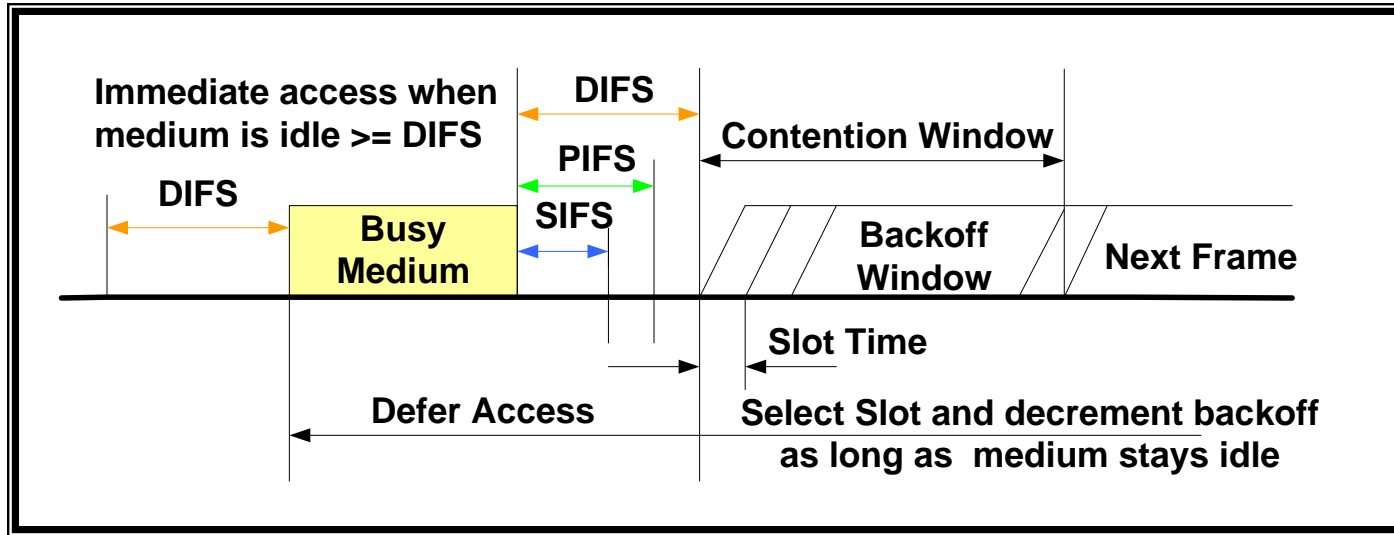 Immediate access when
medium is idle >= DIFS
DIFS
DIFS
Contention Window
PIFS
DIFS
SIFS
Busy
Medium
Backoff
Window
Next Frame
Slot Time
Defer Access
Select Slot and decrement backoff
as long as medium stays idle